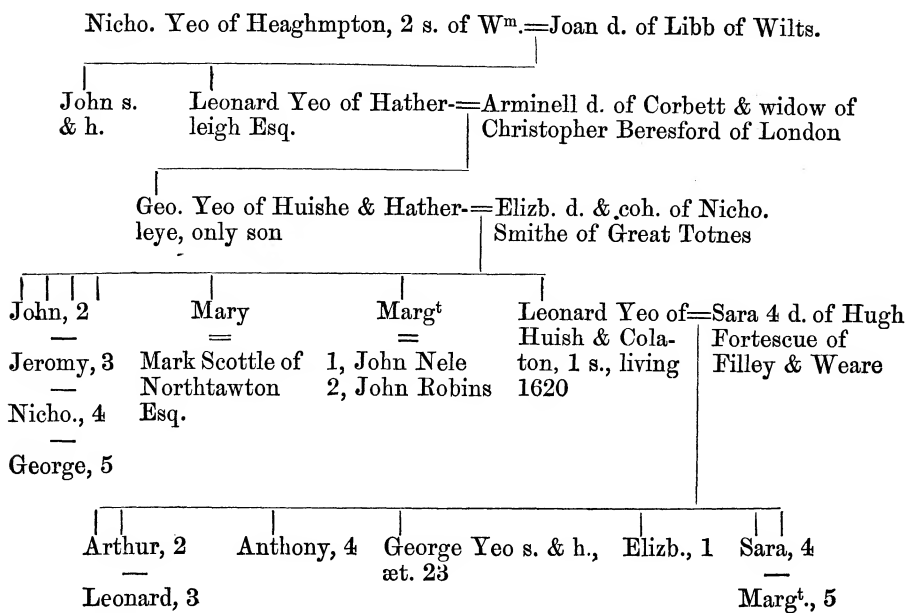 Nicho. Yeo of Heaghmpton, 2 s. of Wᵐ.=Joan d. of Libb of Wilts.
John s.
& h.
Leonard Yeo of Hather-
leigh Esq.
=Arminell d. of Corbett & widow of
Christopher Beresford of London
Geo. Yeo of Huishe & Hather-
leye, only son
=Elizb. d. & coh. of Nicho.
Smithe of Great Totnes
John, 2
Jeromy, 3
Nicho., 4
George, 5
Mary
=
Mark Scottle of
Northtawton
Esq.
Margᵗ
=
1, John Nele
2, John Robins
Leonard Yeo of
Huish & Cola-
ton, 1 s., living
1620
=Sara 4 d. of Hugh
Fortescue of
Filley & Weare
Arthur, 2
Leonard, 3
Anthony, 4
George Yeo s. & h.,
æt. 23
Elizb., 1
Sara, 4
Margᵗ., 5